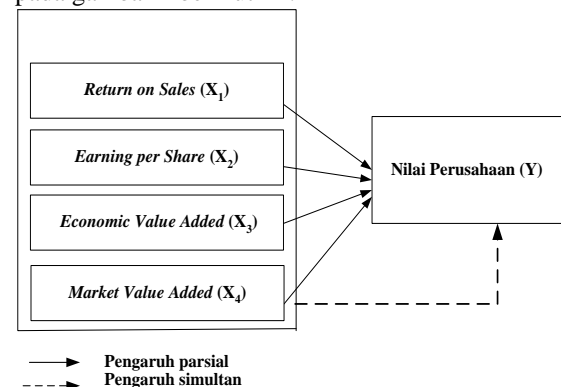 Return on Sales (X1)
Earning per Share (X2)
Economic Value Added (X3)
Market Value Added (X4)
Nilai Perusahaan (Y)
Pengaruh parsial
Pengaruh simultan